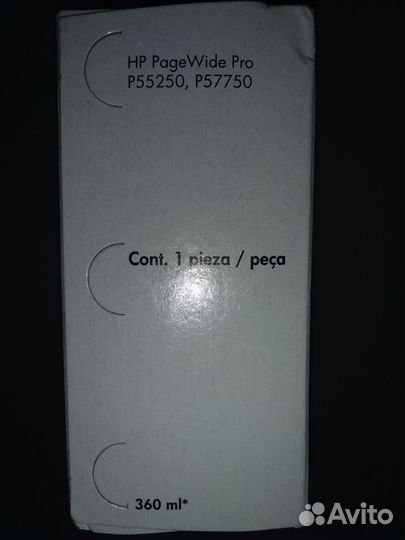 HP PageWide Pro
P55250, P57750
Cont. 1 pieza / peça
360 ml*
Avito